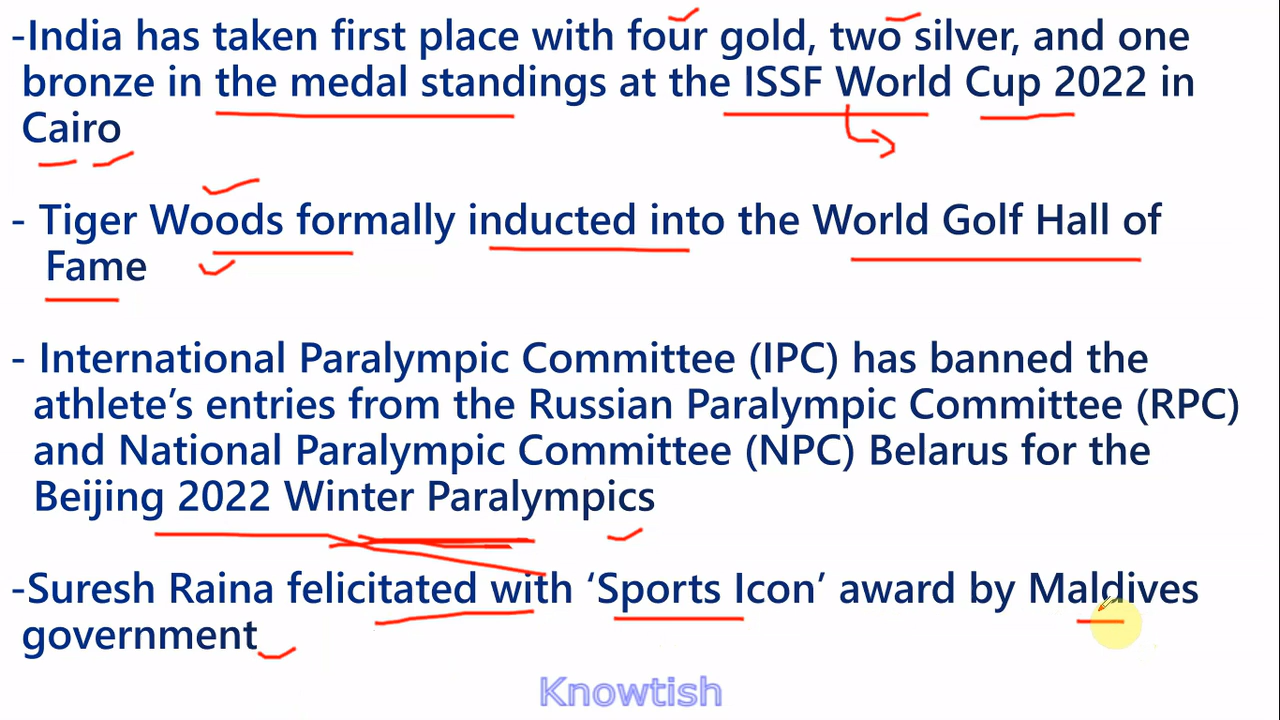 -India has taken first place with four gold, two silver, and one
bronze in the medal standings at the ISSF World Cup 2022 in
Cairo
- Tiger Woods formally inducted into the World Golf Hall of
Fame
- International Paralympic Committee (IPC) has banned the
athlete’s entries from the Russian Paralympic Committee (RPC)
and National Paralympic Committee (NPC) Belarus for the
Beijing 2022 Winter Paralympics
-Suresh Raina felicitated with ‘Sports Icon’ award by Maldives
government
Knowtish